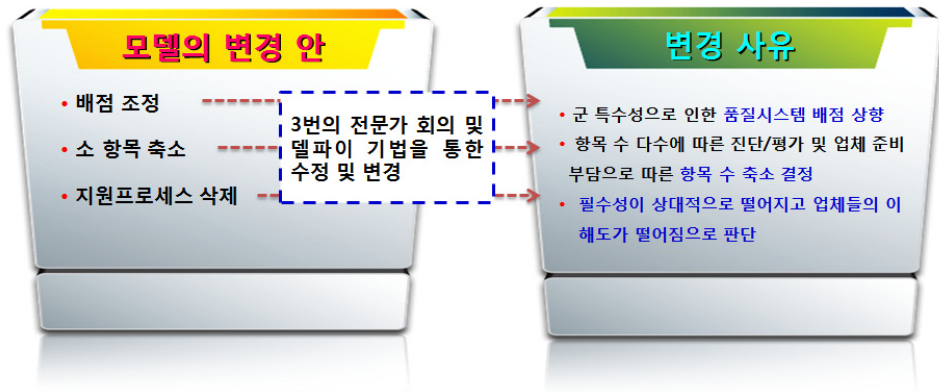 모델의 변경 안
• 배점 조정
• 소 항목 축소
• 지원프로세스 삭제
3번의 전문가 회의 및
델파이 기법을 통한
수정 및 변경
변경 사유
• 군 특수성으로 인한 품질시스템 배점 상향
• 항목 수 다수에 따른 진단/평가 및 업체 준비
부담으로 따른 항목 수 축소 결정
• 필수성이 상대적으로 떨어지고 업체들의 이
해도가 떨어짐으로 판단